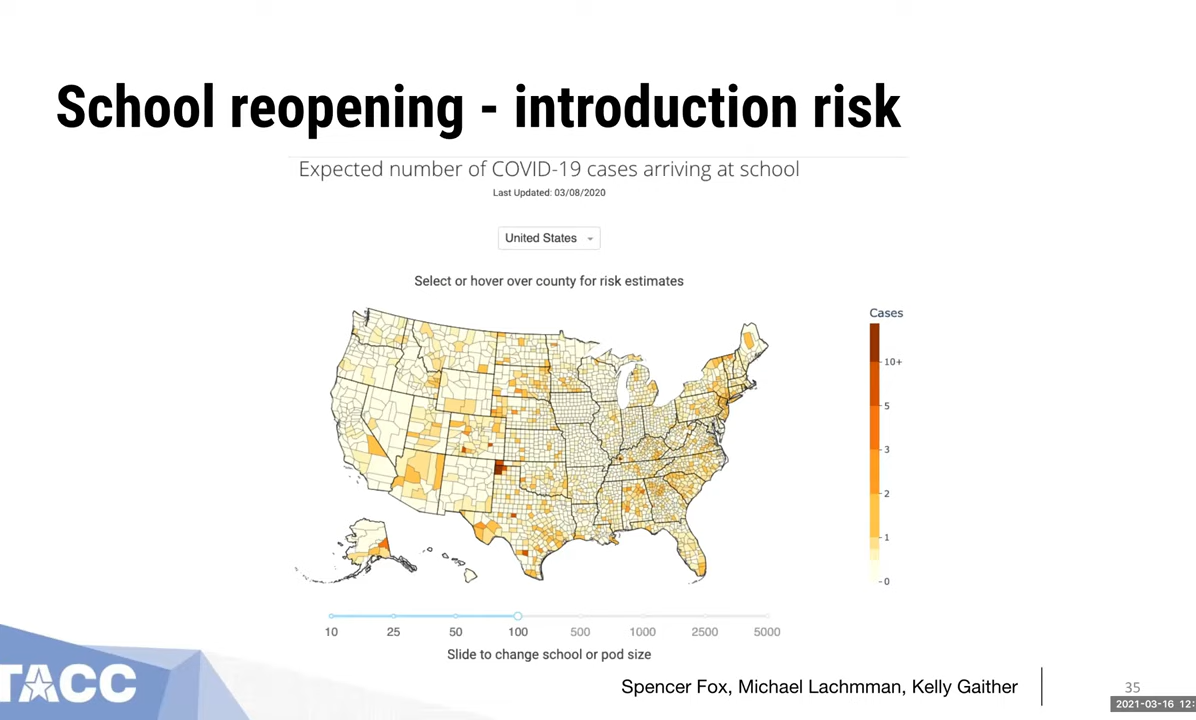 School reopening - introduction risk
Expected number of COVID-19 cases arriving at school
Last Updated: 03/08/2020
United States
Select or hover over county for risk estimates
Cases
10+
5
3
2
1
0
10 25 50 100 500 1000 2500 5000
Slide to change school or pod size
TACC
Spencer Fox, Michael Lachmman, Kelly Gaither
35
2021-03-16 12: